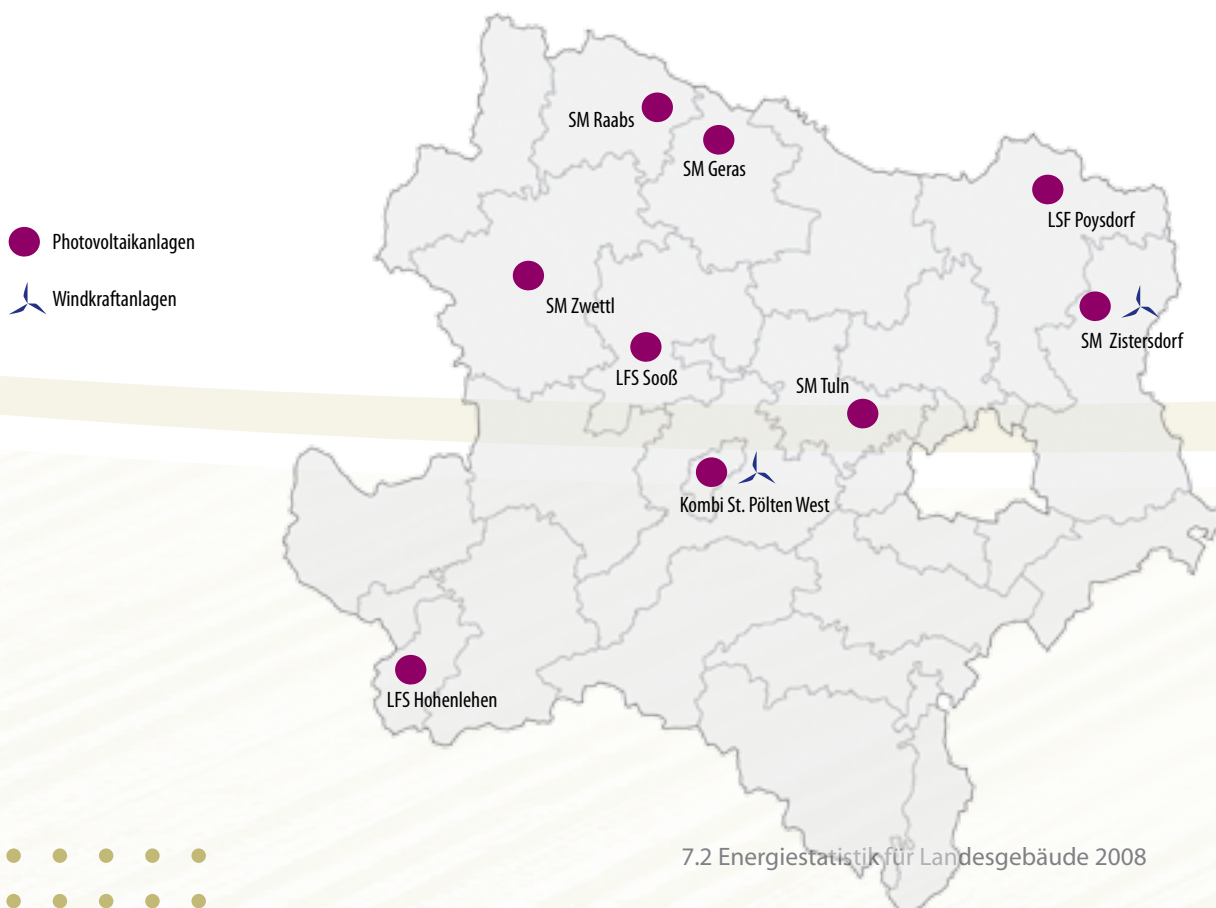 SM Raabs
SM Geras
LSF Poysdorf
Photovoltaikanlagen
Windkraftanlagen
SM Zwettl
SM Zistersdorf
LFS Sooß
SM Tuln
Kombi St. Pölten West
LFS Hohenlehen
7.2 Energiestatistik für Landesgebäude 2008